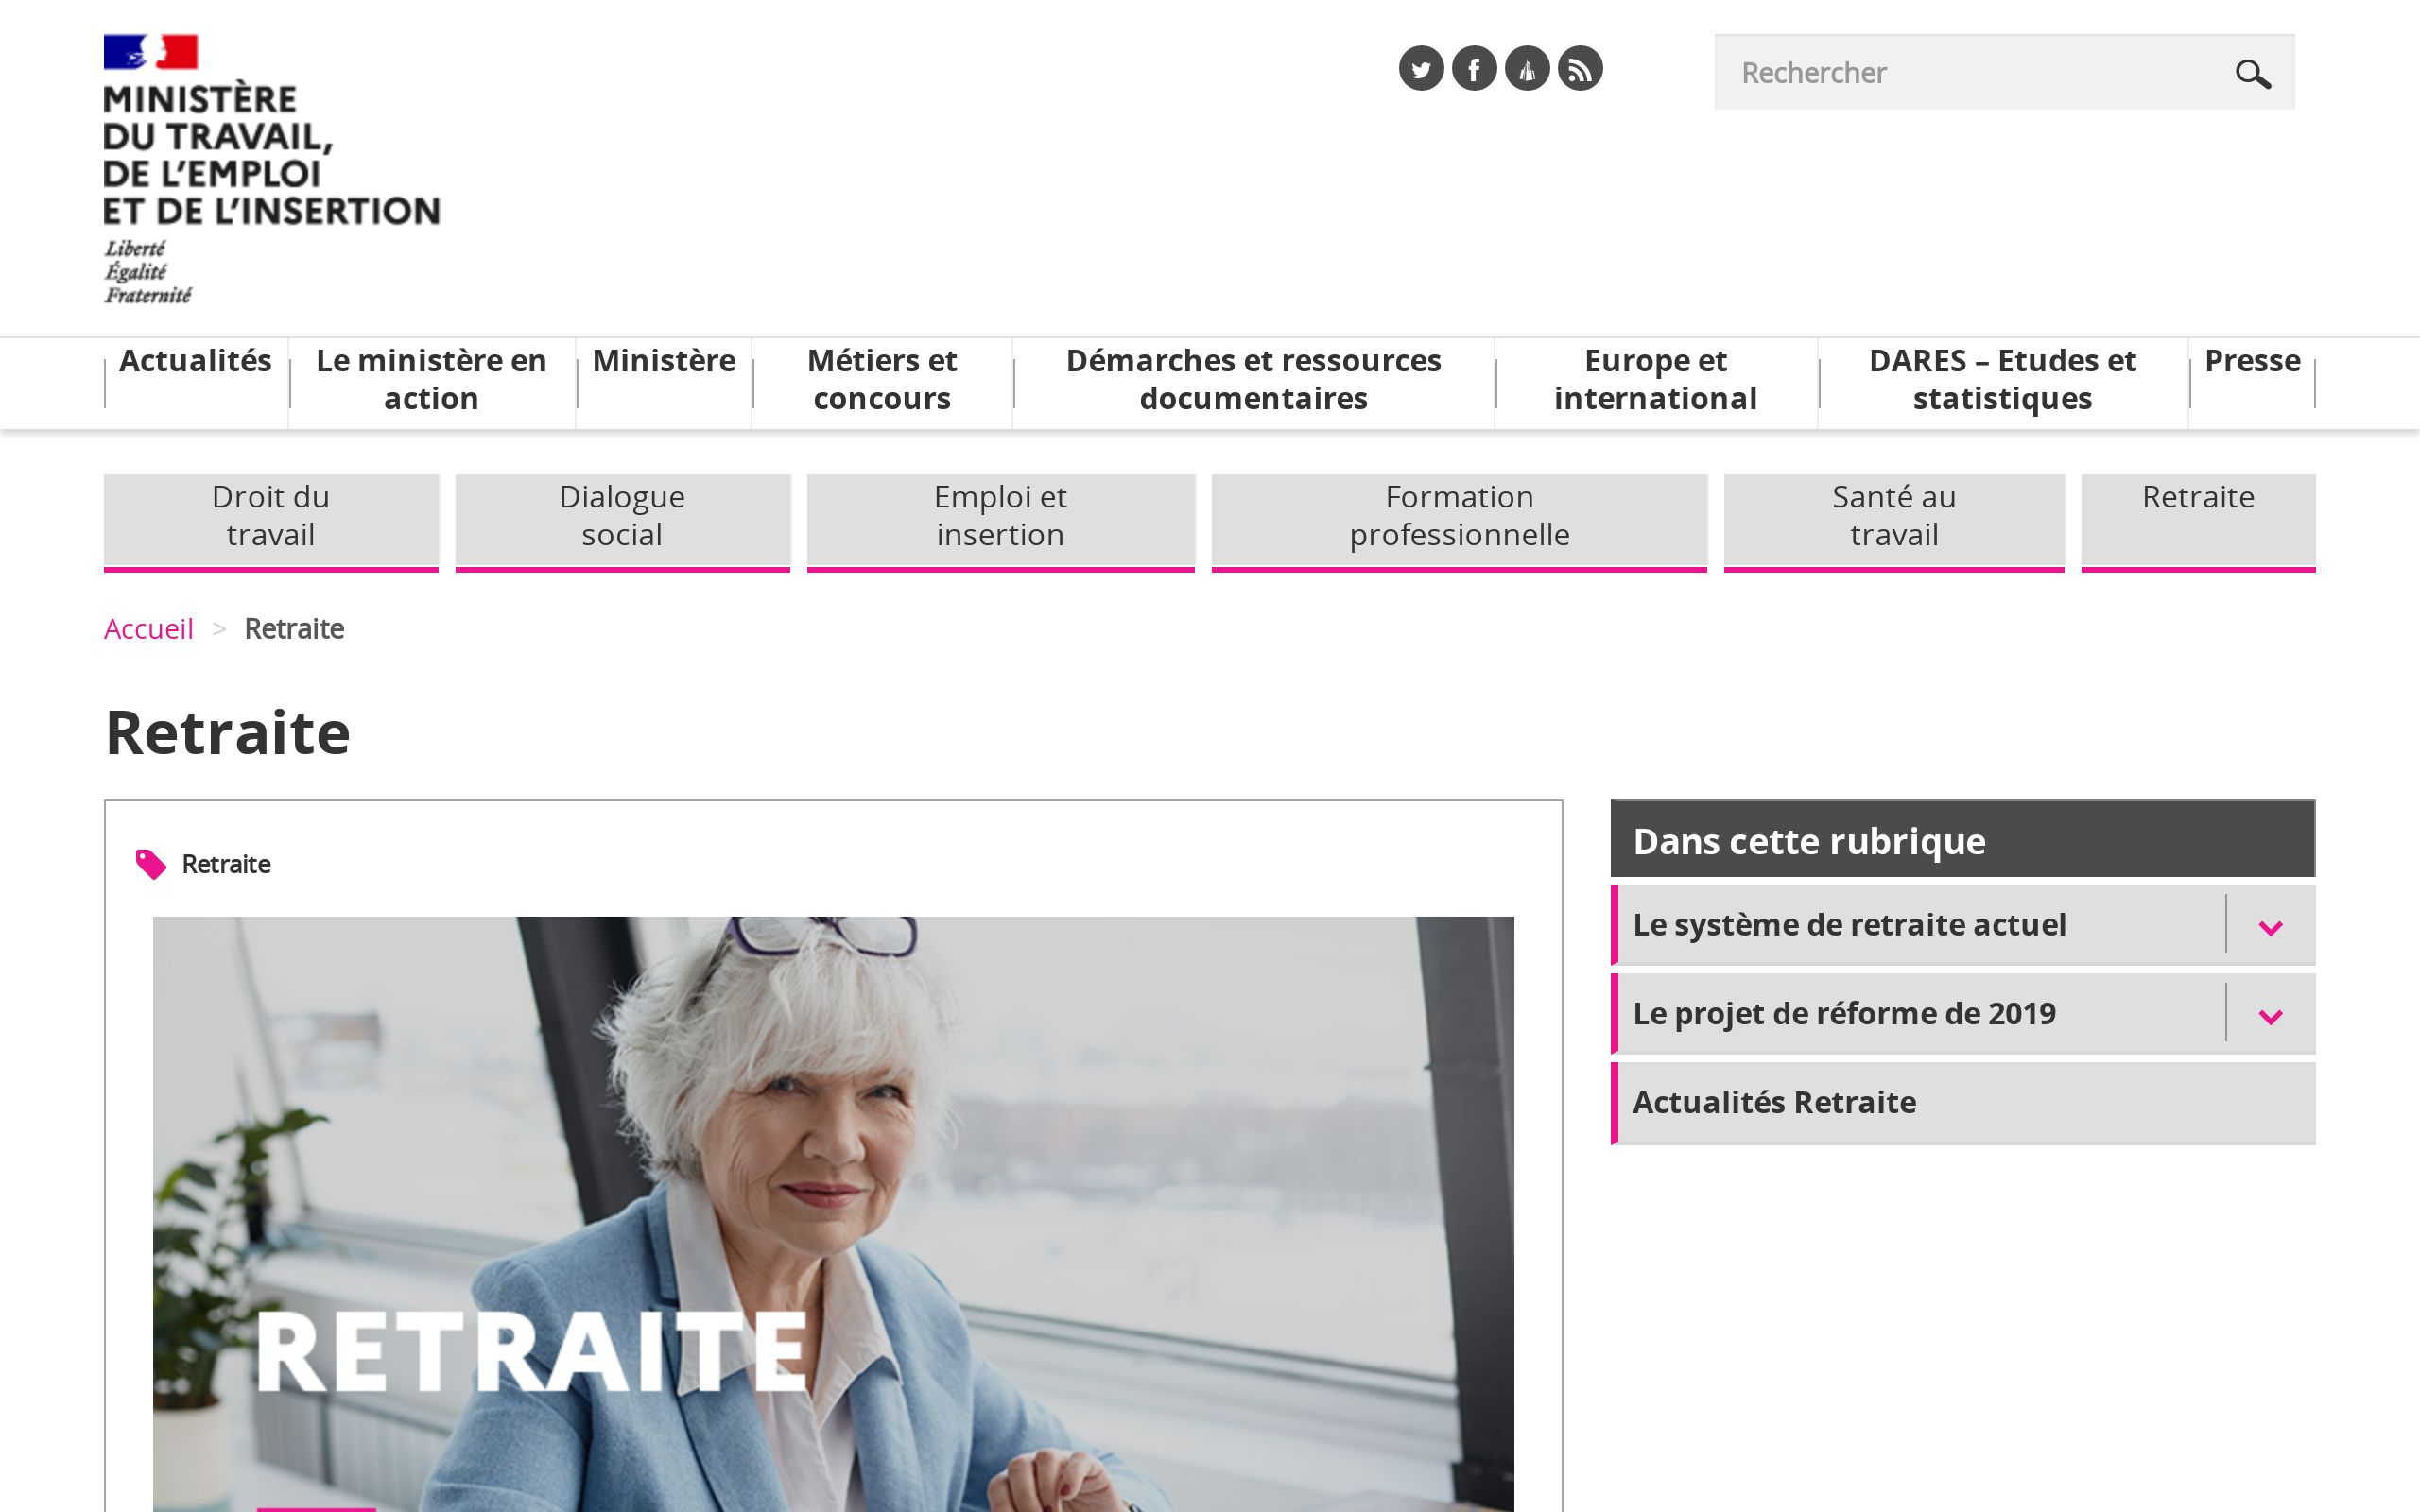 MINISTÈRE
DU TRAVAIL,
DE L'EMPLOI
ET DE L'INSERTION
Liberté
Égalité
Fraternité
Rechercher
Actualités
Le ministère en
action
Ministère
Métiers et
concours
Démarches et ressources
documentaires
Europe et
international
DARES – Etudes et
statistiques
Presse
Droit du
travail
Dialogue
social
Emploi et
insertion
Formation
professionnelle
Santé au
travail
Retraite
Accueil > Retraite
Retraite
Retraite
RETRAITE
Dans cette rubrique
Le système de retraite actuel
Le projet de réforme de 2019
Actualités Retraite